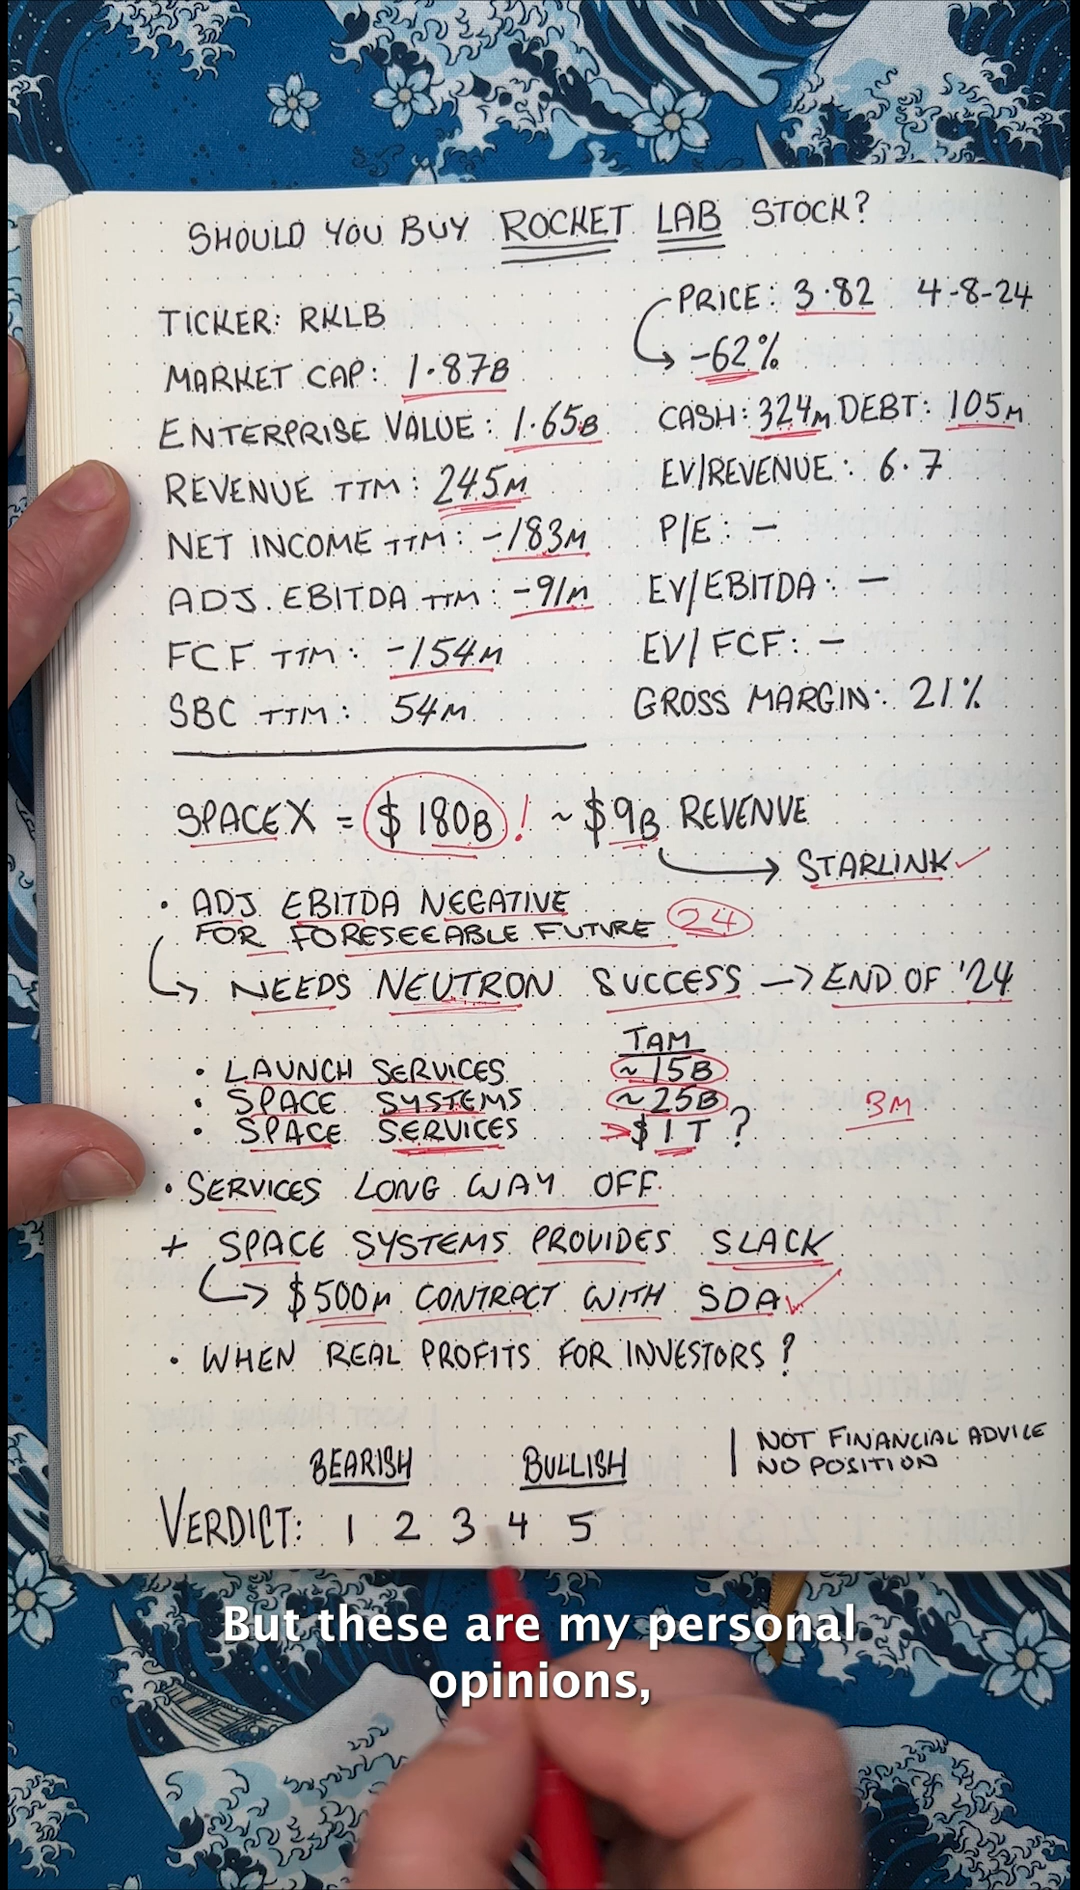 SHOULD YOU BUY ROCKET LAB STOCK?
TICKER: RKLB
PRICE: 3.82 4-8-24
→ -62%
MARKET CAP: 1.87B
ENTERPRISE VALUE: 1.65B
CASH: 324M DEBT: 105M
REVENUE TTM: 245M
EV/REVENUE: 6.7
NET INCOME TTM: -183M
P/E: -
ADJ. EBITDA TTM: -91M
EV/EBITDA: -
FCF TTM: -154M
EV/FCF: -
SBC TTM: 54M
GROSS MARGIN: 21%
SPACEX = $180B! ~$9B REVENUE
→ STARLINK ✓
• ADJ EBITDA NEGATIVE
FOR FORESEEABLE FUTURE 24
→ NEEDS NEUTRON SUCCESS → END OF '24
TAM
• LAUNCH SERVICES ~15B
• SPACE SYSTEMS ~25B 3M
• SPACE SERVICES $1T?
• SERVICES LONG WAY OFF
+ SPACE SYSTEMS PROVIDES SLACK
→ $500M CONTRACT WITH SDA ✓
• WHEN REAL PROFITS FOR INVESTORS?
NOT FINANCIAL ADVICE
NO POSITION
BEARISH BULLISH
VERDICT: 1 2 3 4 5
But these are my personal
opinions,